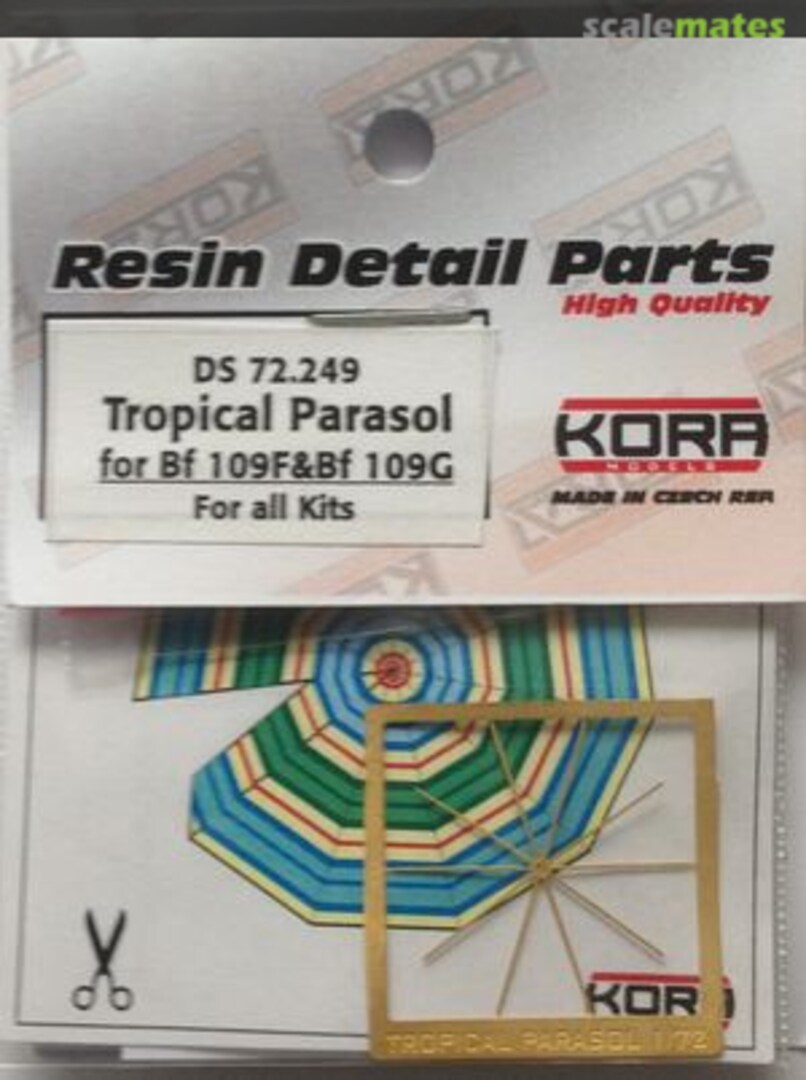 scalemates
Resin Detail Parts
High Quality
DS 72.249
Tropical Parasol
for Bf 109F&Bf 109G
For all Kits
KORA
MODELS
MADE IN CZECH REP.
KORA
TROPICAL PARASOL 1/72